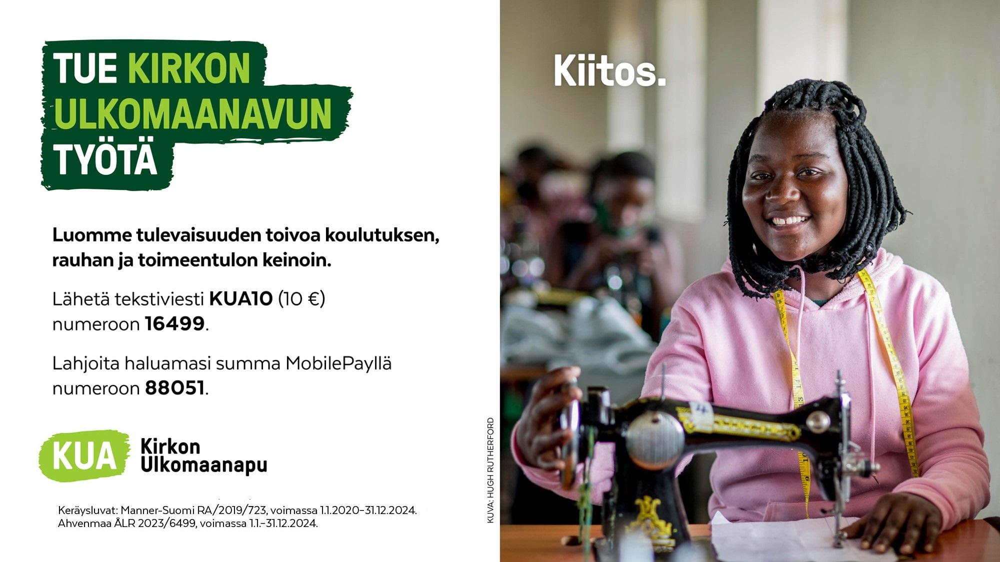 TUE KIRKON
ULKOMAANAVUN
TYÖTÄ
Luomme tulevaisuuden toivoa koulutuksen,
rauhan ja toimeentulon keinoin.
Lähetä tekstiviesti KUA10 (10 €)
numeroon 16499.
Lahjoita haluamasi summa MobilePayllä
numeroon 88051.
KUA Kirkon
Ulkomaanapu
Keräysluvat: Manner-Suomi RA/2019/723, voimassa 1.1.2020–31.12.2024.
Ahvenmaa ÅLR 2023/6499, voimassa 1.1.–31.12.2024.
KUVA: HUGH RUTHERFORD
Kiitos.
4